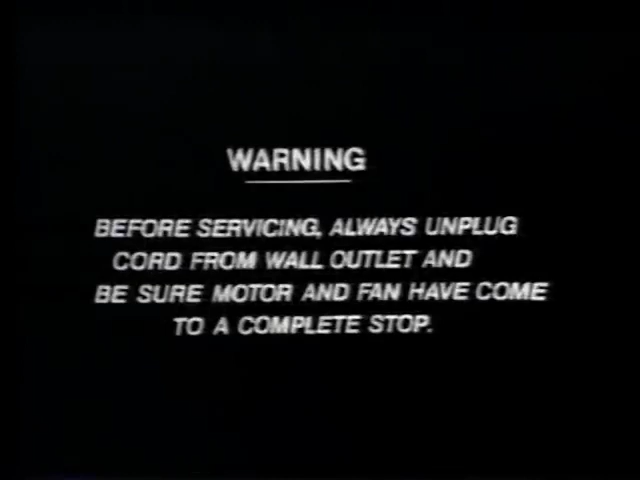 WARNING
BEFORE SERVICING, ALWAYS UNPLUG
CORD FROM WALL OUTLET AND
BE SURE MOTOR AND FAN HAVE COME
TO A COMPLETE STOP.